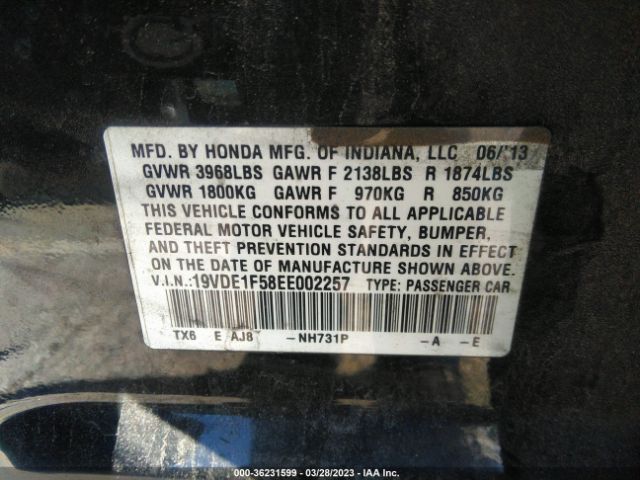 MFD. BY HONDA MFG. OF INDIANA, LLC 06/'13
GVWR 3968LBS GAWR F 2138LBS R 1874LBS
GVWR 1800KG GAWR F 970KG R 850KG
THIS VEHICLE CONFORMS TO ALL APPLICABLE
FEDERAL MOTOR VEHICLE SAFETY, BUMPER,
AND THEFT PREVENTION STANDARDS IN EFFECT
ON THE DATE OF MANUFACTURE SHOWN ABOVE.
V.I.N.:19VDE1F58EE002257 TYPE: PASSENGER CAR
TX6 E AJ8 -NH731P -A -E
000-36231599 — 03/28/2023 — IAA Inc.